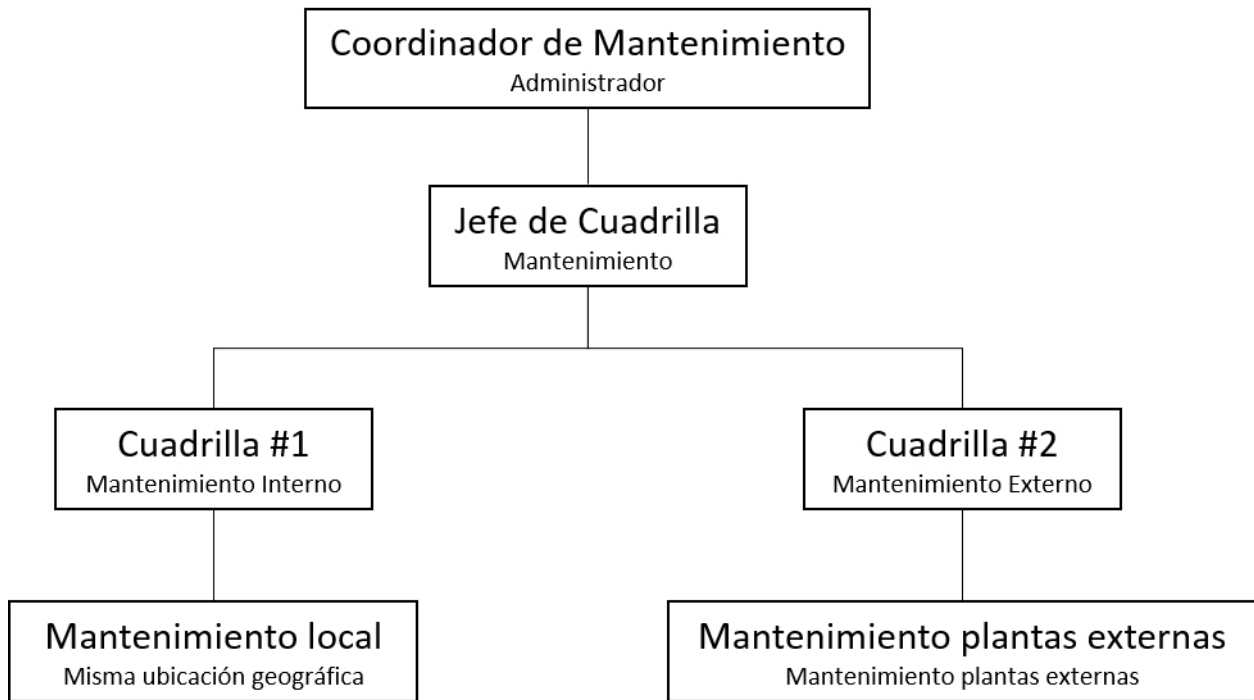 Coordinador de Mantenimiento
Administrador
Jefe de Cuadrilla
Mantenimiento
Cuadrilla #1
Mantenimiento Interno
Cuadrilla #2
Mantenimiento Externo
Mantenimiento local
Misma ubicación geográfica
Mantenimiento plantas externas
Mantenimiento plantas externas